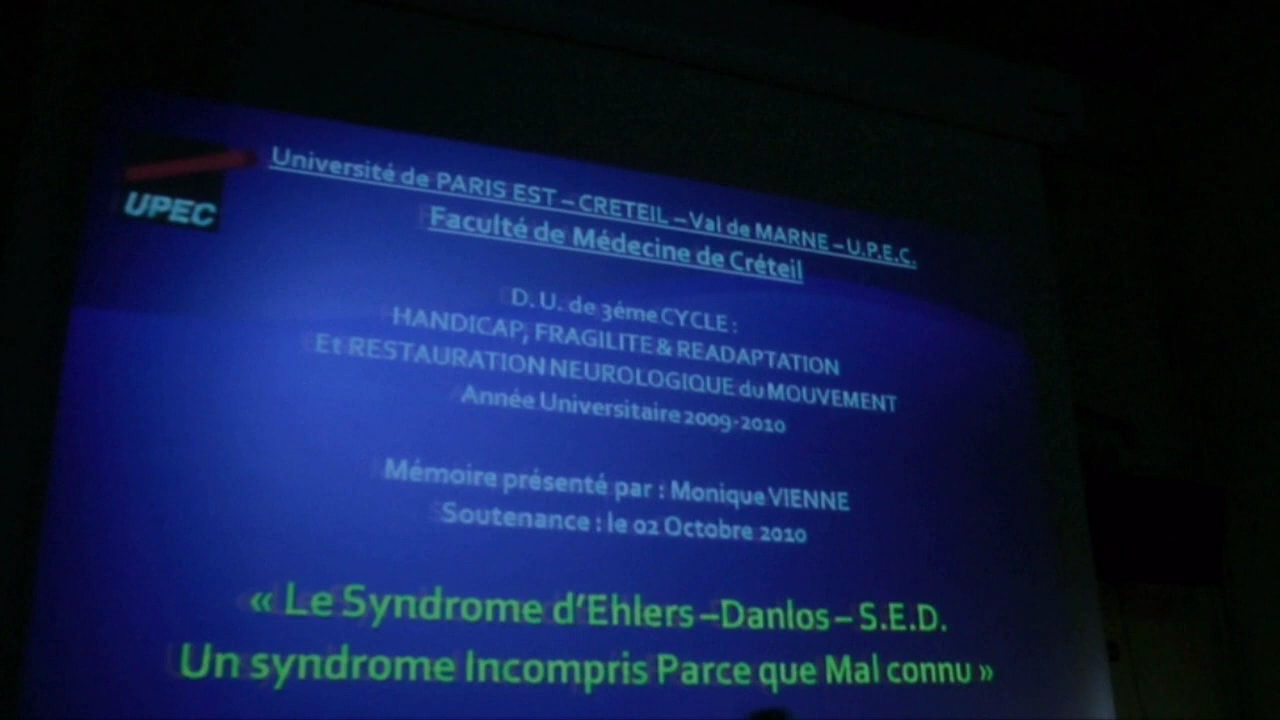 UPEC
Université de PARIS EST – CRETEIL – Val de MARNE – U.P.E.C.
Faculté de Médecine de Créteil
D. U. de 3éme CYCLE :
HANDICAP, FRAGILITE & READAPTATION
Et RESTAURATION NEUROLOGIQUE du MOUVEMENT
Année Universitaire 2009-2010
Mémoire présenté par : Monique VIENNE
Soutenance : le 02 Octobre 2010
« Le Syndrome d’Ehlers –Danlos – S.E.D.
Un syndrome Incompris Parce que Mal connu »